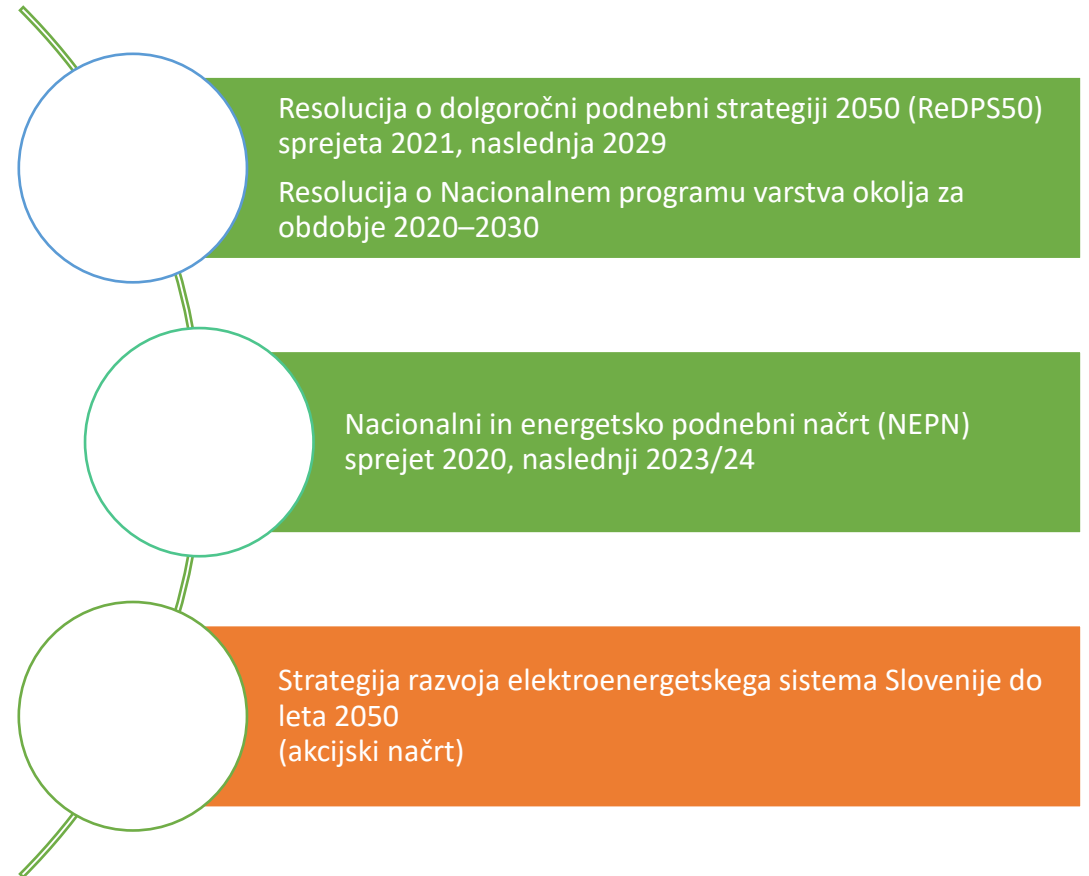 Resolucija o dolgoročni podnebni strategiji 2050 (ReDPS50)
sprejeta 2021, naslednja 2029
Resolucija o Nacionalnem programu varstva okolja za
obdobje 2020–2030
Nacionalni in energetsko podnebni načrt (NEPN)
sprejet 2020, naslednji 2023/24
Strategija razvoja elektroenergetskega sistema Slovenije do
leta 2050
(akcijski načrt)